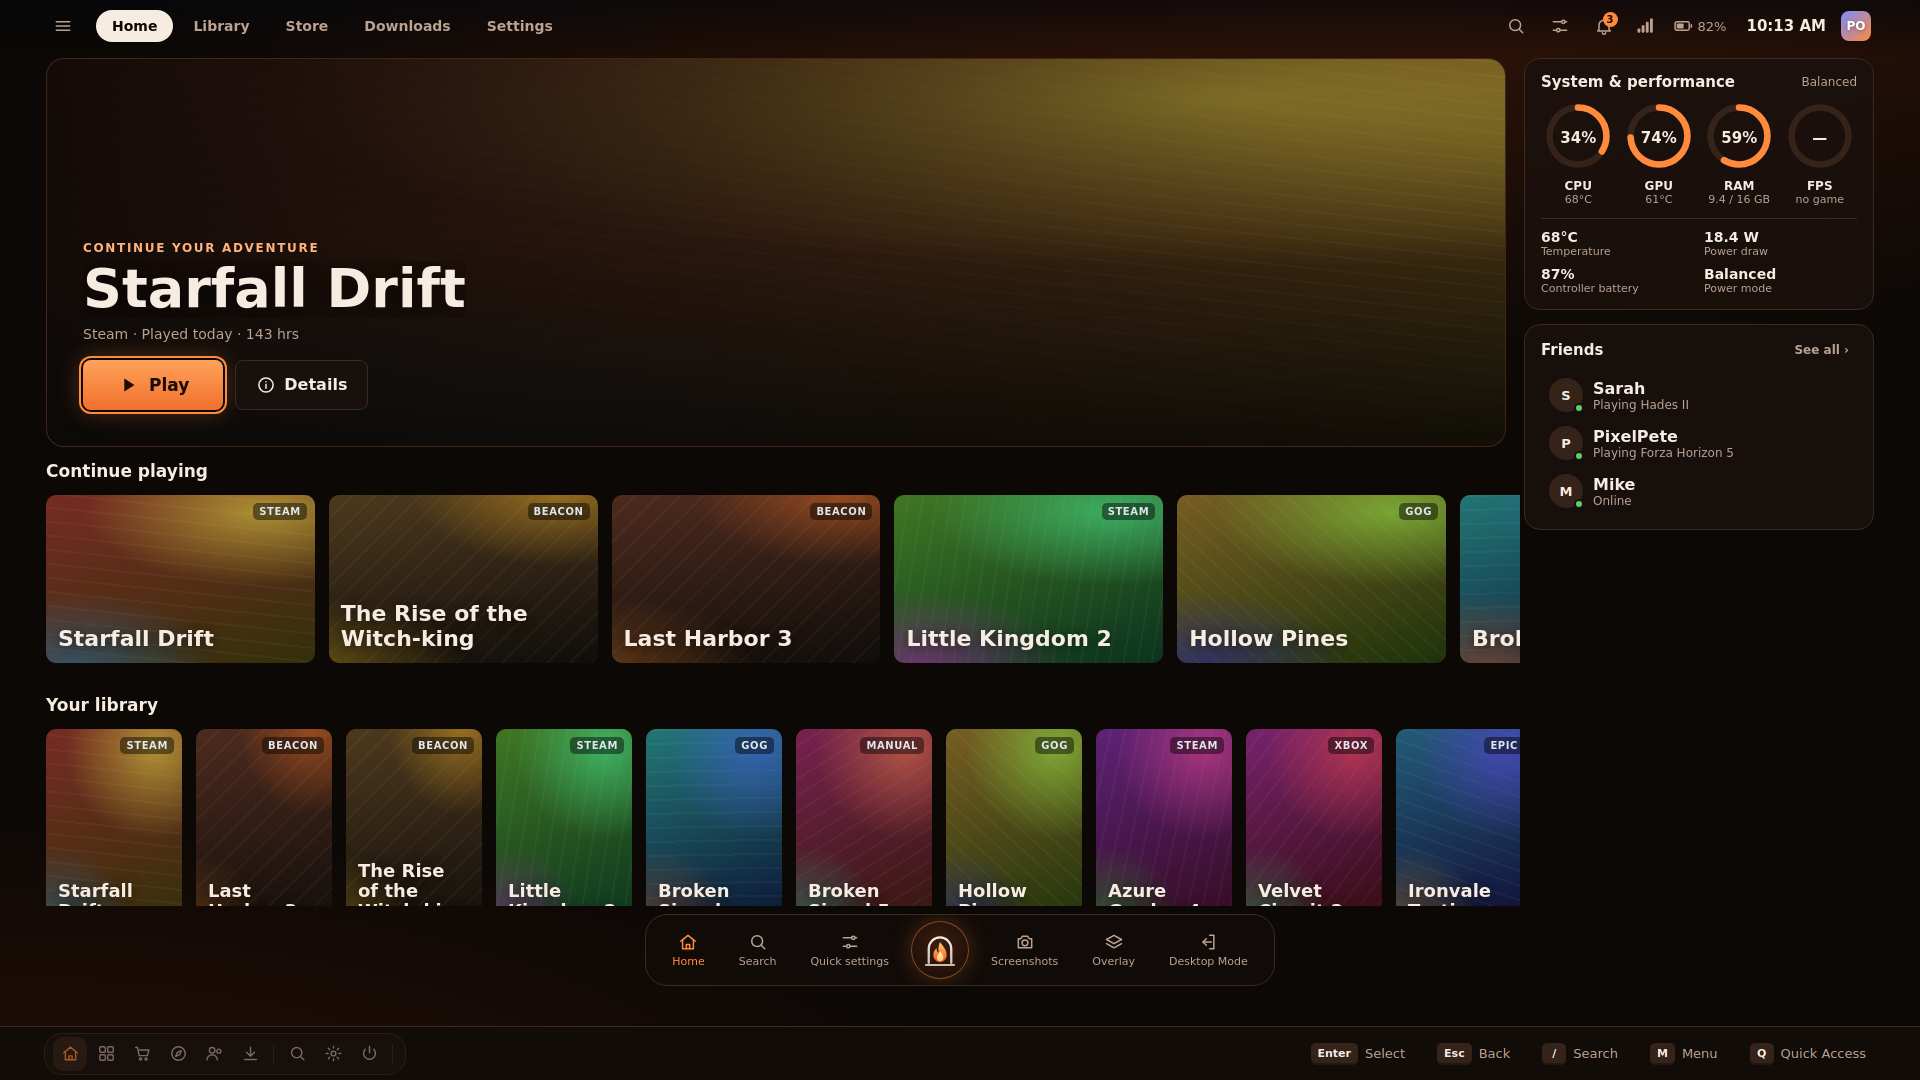 Home
Library
Store
Downloads
Settings
3
82%
10:13 AM
PO
CONTINUE YOUR ADVENTURE
Starfall Drift
Steam · Played today · 143 hrs
Play
Details
System & performance
Balanced
34%
74%
59%
—
CPU
GPU
RAM
FPS
68°C
61°C
9.4 / 16 GB
no game
68°C
18.4 W
Temperature
Power draw
87%
Balanced
Controller battery
Power mode
Friends
See all ›
S
Sarah
Playing Hades II
P
PixelPete
Playing Forza Horizon 5
M
Mike
Online
Continue playing
STEAM
Starfall Drift
BEACON
The Rise of the
Witch-king
BEACON
Last Harbor 3
STEAM
Little Kingdom 2
GOG
Hollow Pines
Your library
STEAM
Starfall
BEACON
Last
BEACON
The Rise
of the
STEAM
Little
GOG
Broken
MANUAL
Broken
GOG
Hollow
STEAM
Azure
XBOX
Velvet
EPIC
Ironvale
Home
Search
Quick settings
Screenshots
Overlay
Desktop Mode
Enter Select
Esc Back
/ Search
M Menu
Q Quick Access